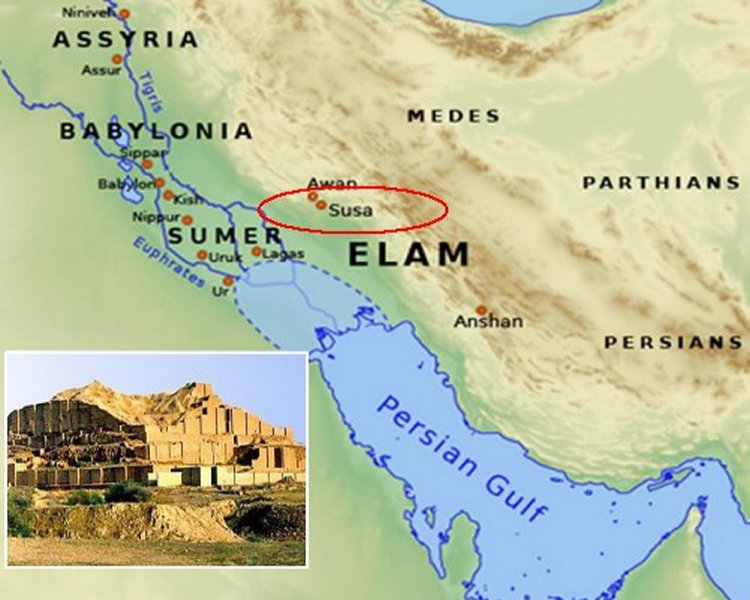 Niniveh
ASSYRIA
Assur
Tigris
MEDES
BABYLONIA
Sippar
PARTHIANS
Babylon
Awan
Kish
Susa
Nippur
SUMER
ELAM
Euphrates
Uruk
Lagas
Ur
Anshan
PERSIANS
Persian Gulf